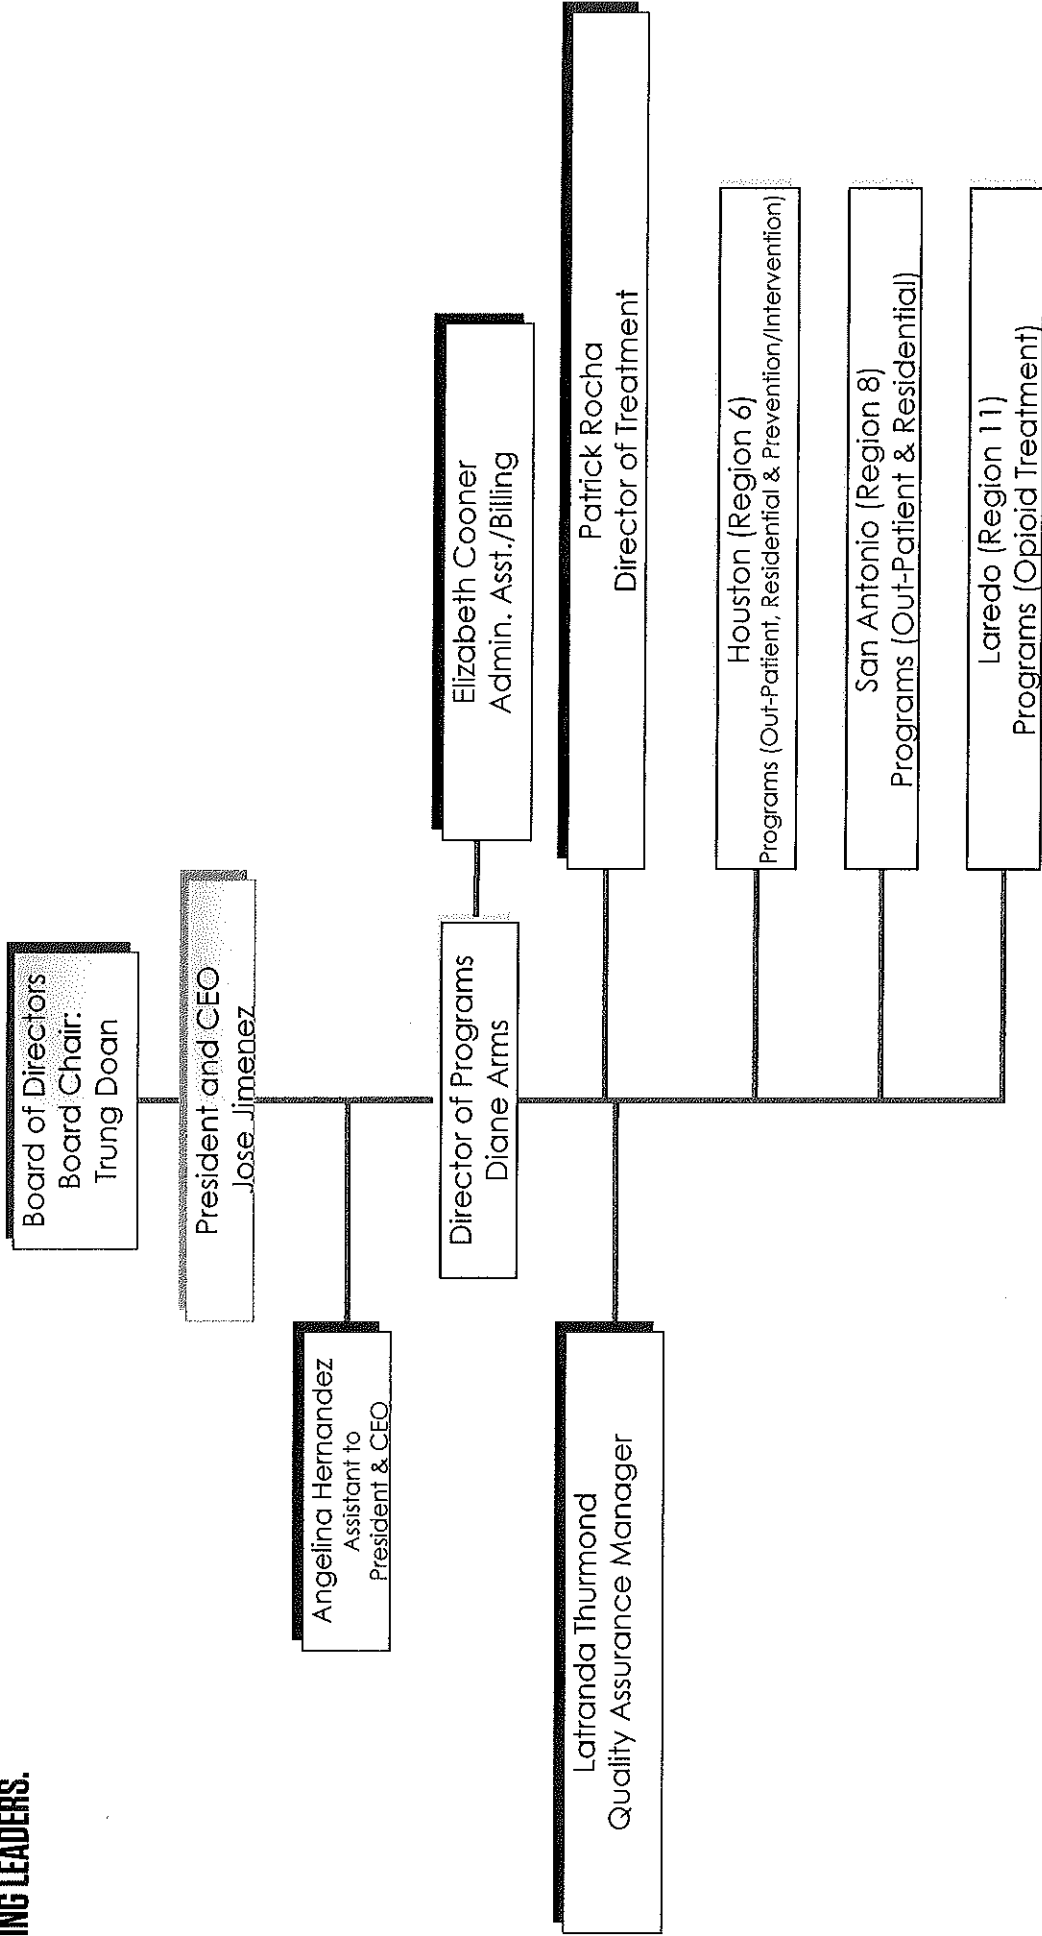 ING LEADERS.
Board of Directors
Board Chair:
Trung Doan
President and CEO
Jose Jimenez
Angelina Hernandez
Assistant to
President & CEO
Director of Programs
Diane Arms
Elizabeth Cooner
Admin. Asst./Billing
Latranda Thurmond
Quality Assurance Manager
Patrick Rocha
Director of Treatment
Houston (Region 6)
Programs (Out-Patient, Residential & Prevention/Intervention)
San Antonio (Region 8)
Programs (Out-Patient & Residential)
Laredo (Region 11)
Programs (Opioid Treatment)